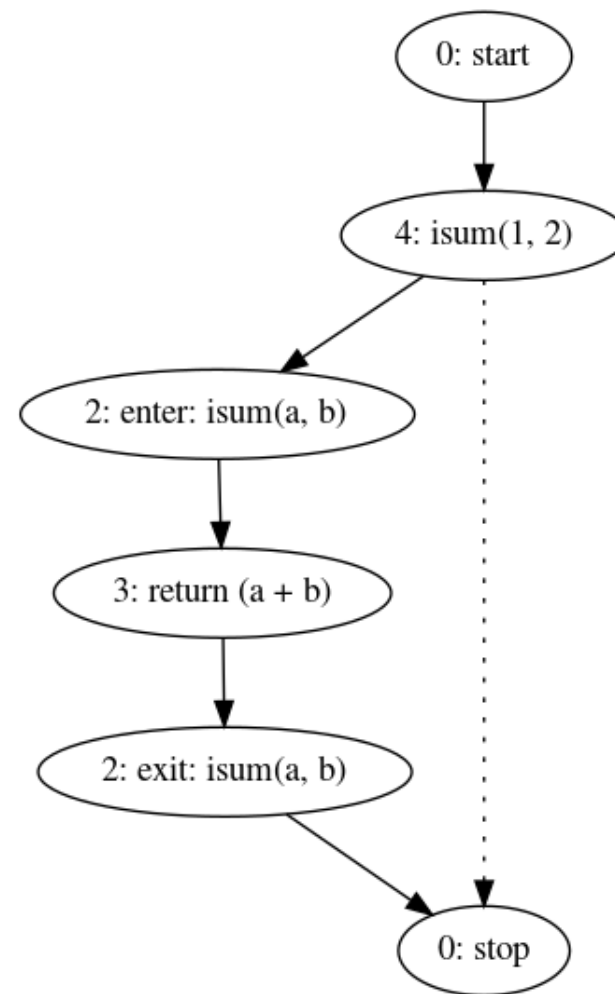 0: start
4: isum(1, 2)
2: enter: isum(a, b)
3: return (a + b)
2: exit: isum(a, b)
0: stop